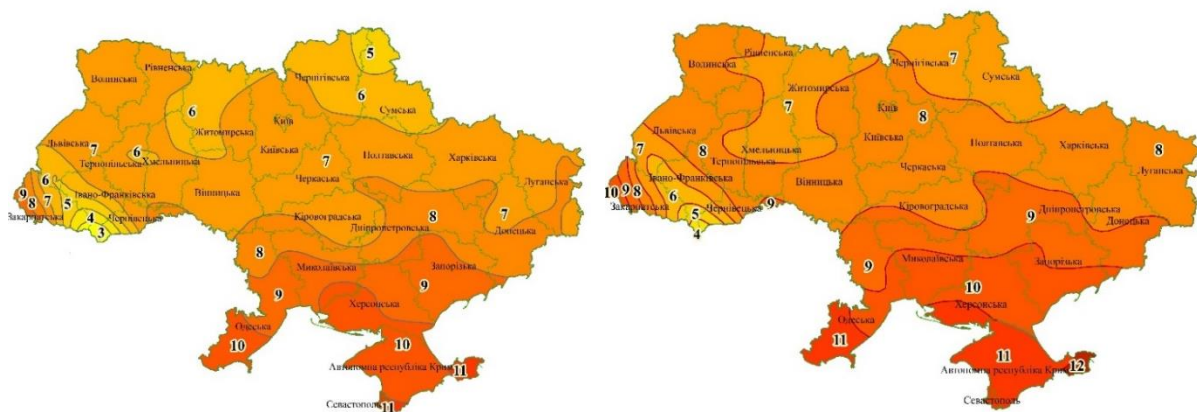 5
Волинська
Рівненська
Чернігівська
6
6
Сумська
Житомирська
Київ
Львівська
7
Тернопільська
6
Хмельницька
Київська
7
Полтавська
Харківська
Черкаська
Луганська
9
8
6
7
5
Івано-Франківська
Вінницька
Закарпатська
4
Чернівецька
3
Кіровоградська
8
7
Дніпропетровська
Донецька
8
Миколаївська
Запорізька
9
9
Херсонська
Одеська
10
10
Автономна республіка Крим
11
Севастополь
11
Волинська
Рівненська
Чернігівська
7
Сумська
Житомирська
7
Київ
8
Львівська
7
8
Тернопільська
Хмельницька
Київська
Полтавська
Харківська
8
Черкаська
Луганська
10
9
8
Івано-Франківська
6
Вінницька
Закарпатська
5
Чернівецька
9
4
Кіровоградська
9
Дніпропетровська
Донецька
9
Миколаївська
Запорізька
10
Херсонська
Одеська
11
11
Автономна республіка Крим
12
Севастополь